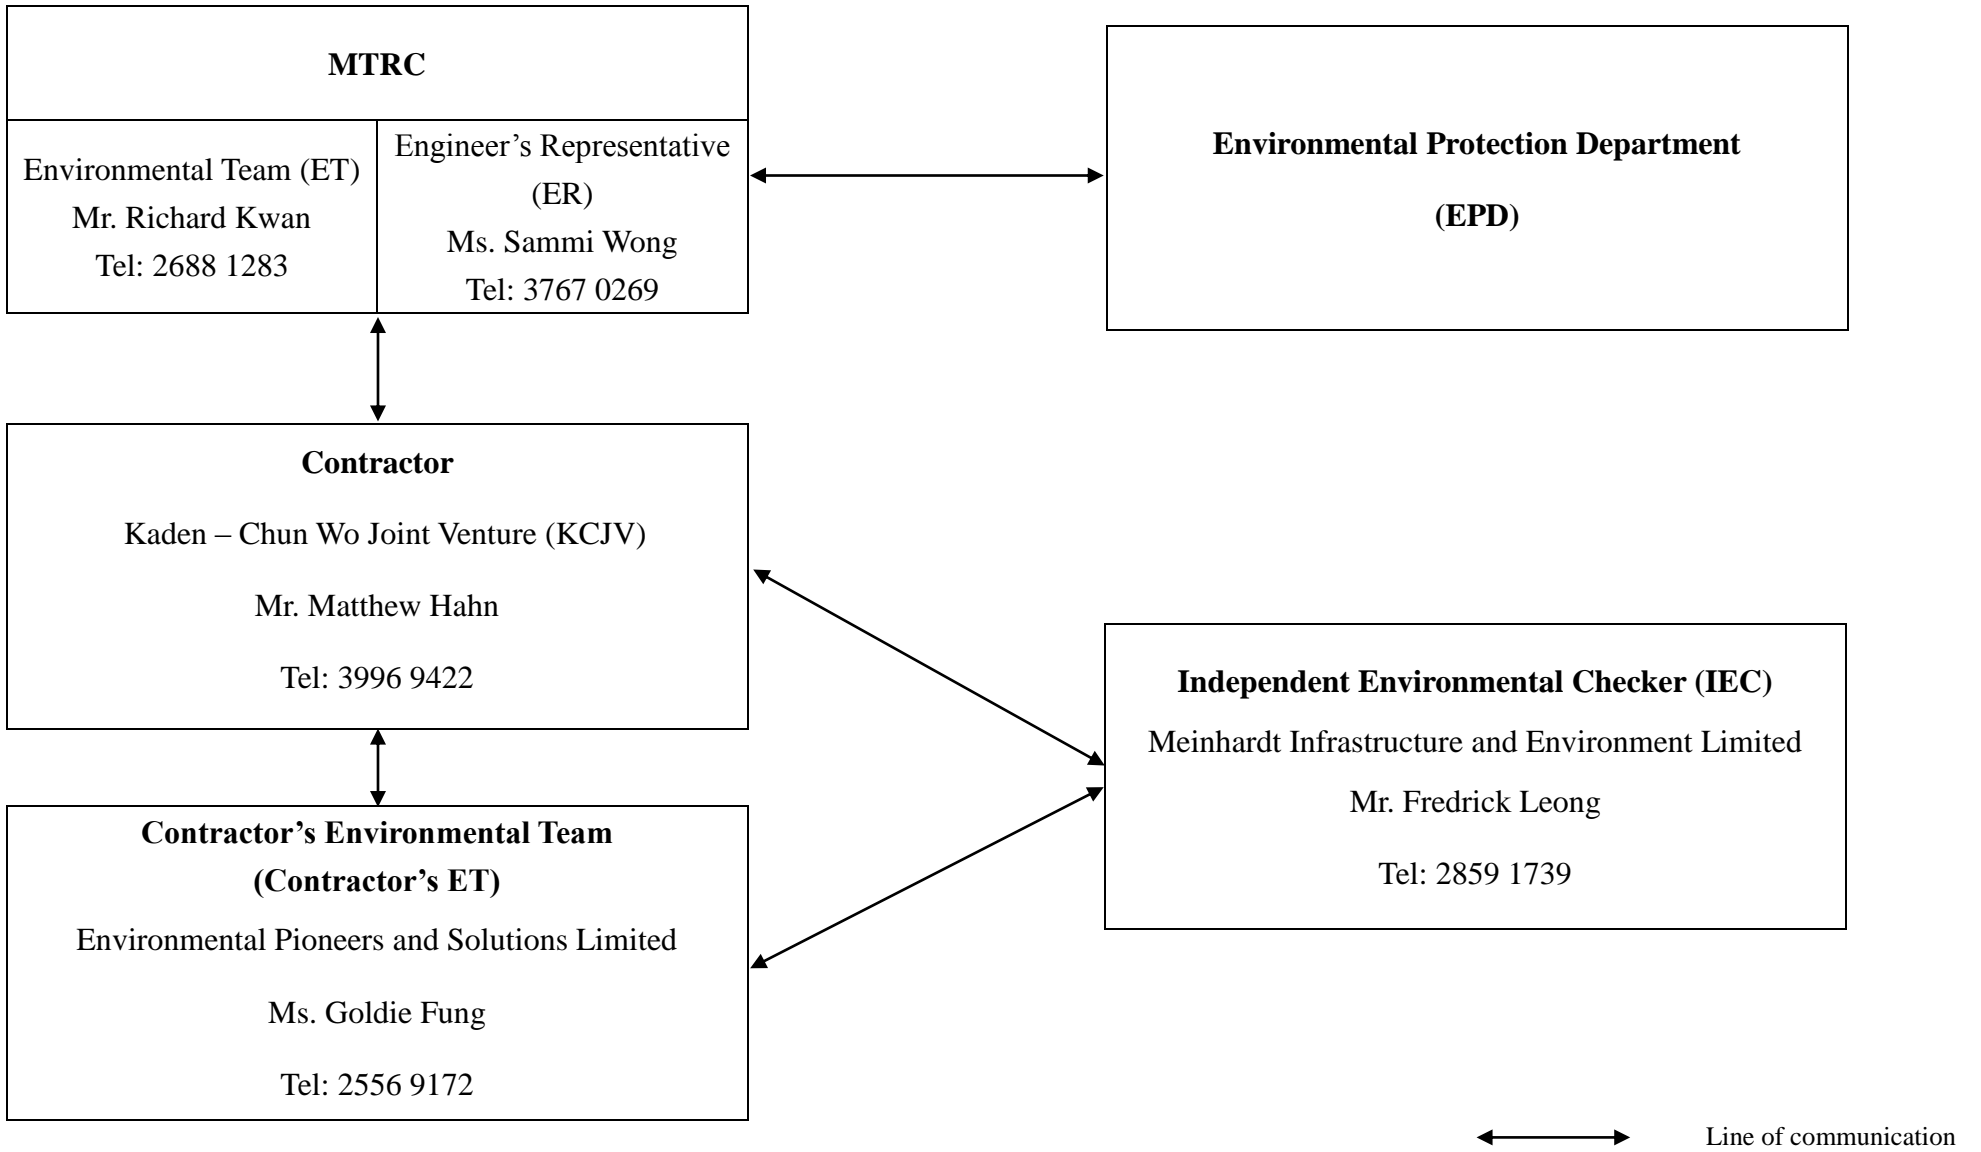 MTRC
Environmental Team (ET)
Mr. Richard Kwan
Tel: 2688 1283
Engineer’s Representative
(ER)
Ms. Sammi Wong
Tel: 3767 0269
Environmental Protection Department
(EPD)
Contractor
Kaden – Chun Wo Joint Venture (KCJV)
Mr. Matthew Hahn
Tel: 3996 9422
Independent Environmental Checker (IEC)
Meinhardt Infrastructure and Environment Limited
Mr. Fredrick Leong
Tel: 2859 1739
Contractor’s Environmental Team
(Contractor’s ET)
Environmental Pioneers and Solutions Limited
Ms. Goldie Fung
Tel: 2556 9172
Line of communication